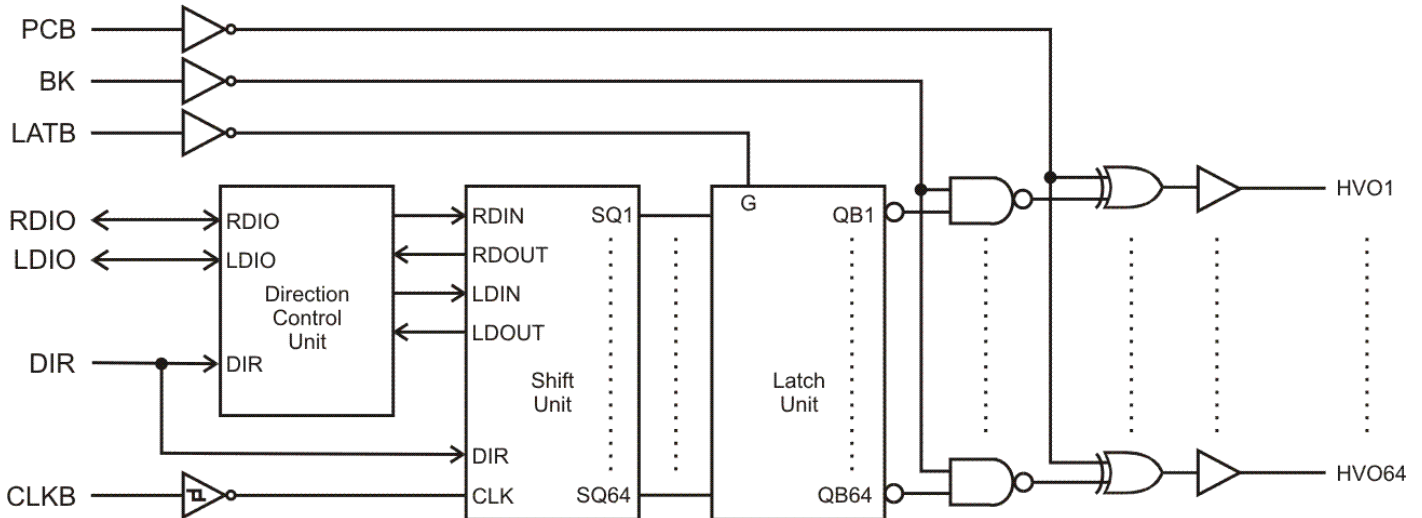 PCB
BK
LATB
RDIO
LDIO
DIR
CLKB
RDIO
LDIO
Direction
Control
Unit
DIR
RDIN
RDOUT
LDIN
LDOUT
Shift
Unit
DIR
CLK
SQ1
SQ64
G
QB1
Latch
Unit
QB64
HVO1
HVO64